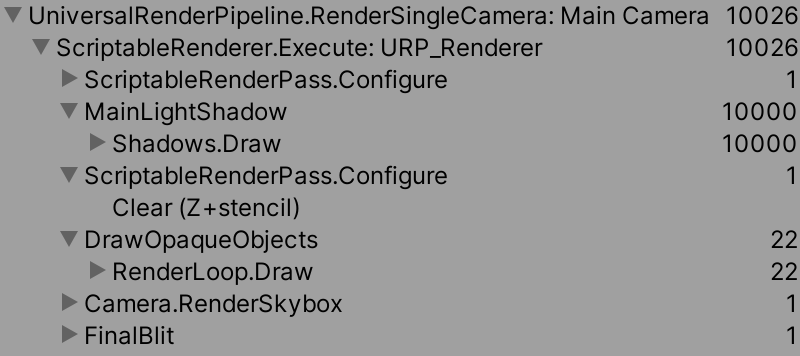 UniversalRenderPipeline.RenderSingleCamera: Main Camera 10026
ScriptableRenderer.Execute: URP_Renderer 10026
ScriptableRenderPass.Configure 1
MainLightShadow 10000
Shadows.Draw 10000
ScriptableRenderPass.Configure 1
Clear (Z+stencil)
DrawOpaqueObjects 22
RenderLoop.Draw 22
Camera.RenderSkybox 1
FinalBlit 1